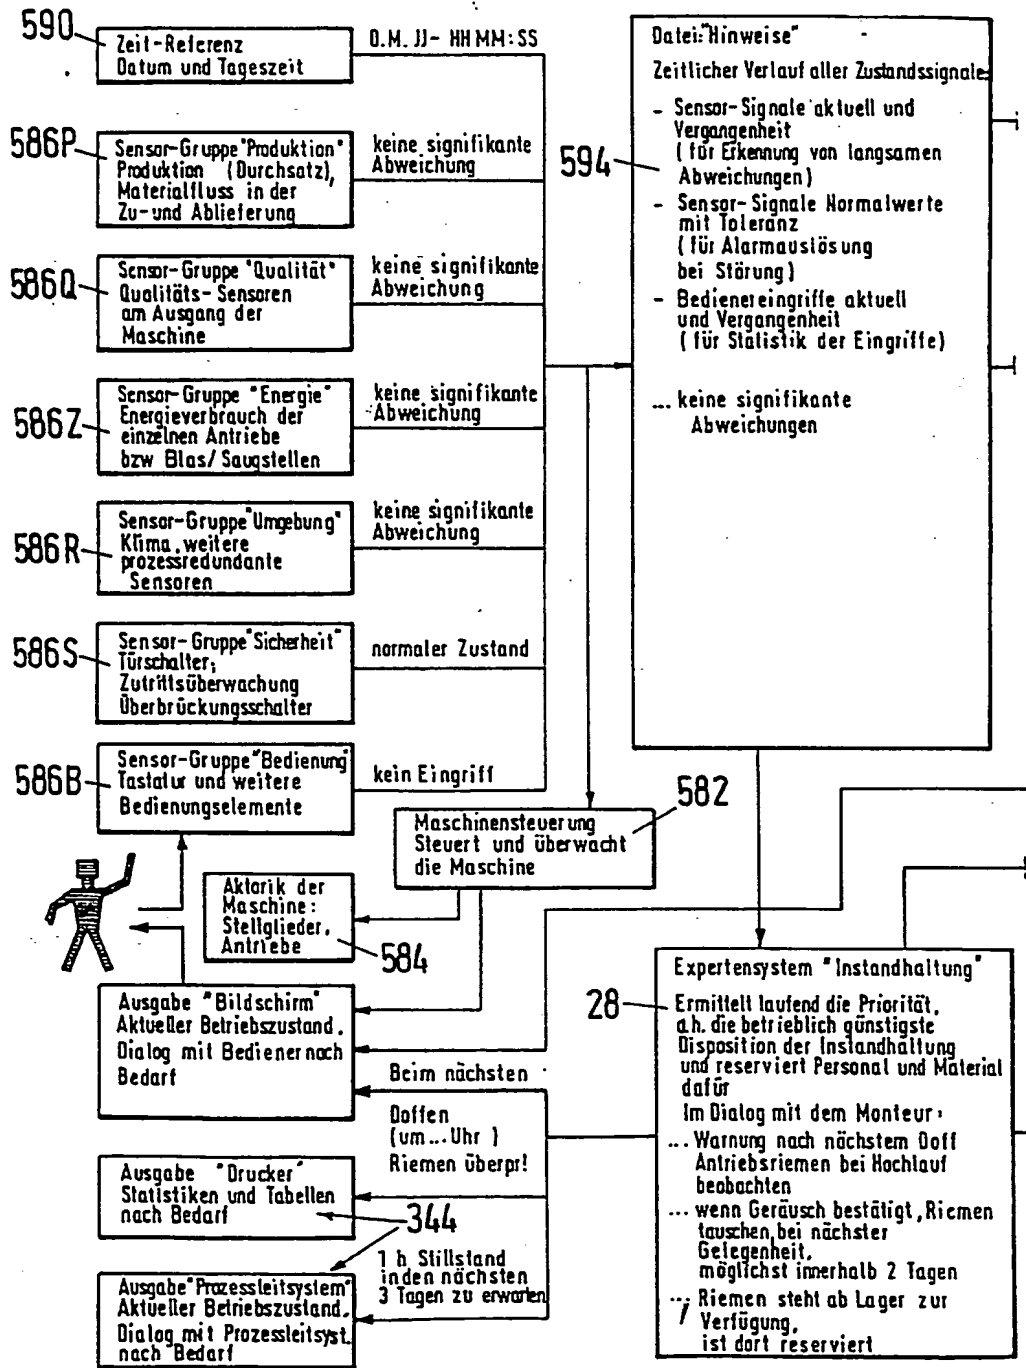 590
Zeit-Referenz
Datum und Tageszeit
D.M. JJ- HH MM:SS
586P
Sensor-Gruppe "Produktion"
Produktion (Durchsatz),
Materialfluss in der
Zu- und Ablieferung
keine signifikante
Abweichung
586Q
Sensor-Gruppe "Qualität"
Qualitäts-Sensoren
am Ausgang der
Maschine
keine signifikante
Abweichung
586Z
Sensor-Gruppe "Energie"
Energieverbrauch der
einzelnen Antriebe
bzw Blas/Saugstellen
keine signifikante
Abweichung
586R
Sensor-Gruppe "Umgebung"
Klima, weitere
prozessredundante
Sensoren
keine signifikante
Abweichung
586S
Sensor-Gruppe "Sicherheit"
Türschalter,
Zutrittsüberwachung
Überbrückungsschalter
normaler Zustand
586B
Sensor-Gruppe "Bedienung"
Tastatur und weitere
Bedienungselemente
kein Eingriff
594
Datei "Hinweise"
Zeitlicher Verlauf aller Zustandssignale:
- Sensor-Signale aktuell und
Vergangenheit
(für Erkennung von langsamen
Abweichungen)
- Sensor-Signale Normalwerte
mit Toleranz
(für Alarmauslösung
bei Störung)
- Bedienereingriffe aktuell
und Vergangenheit
(für Statistik der Eingriffe)
... keine signifikante
Abweichungen
582
Maschinensteuerung
Steuert und überwacht
die Maschine
Aktorik der
Maschine:
Stellglieder,
Antriebe
584
Ausgabe "Bildschirm"
Aktueller Betriebszustand.
Dialog mit Bediener nach
Bedarf
Beim nächsten
Doffen
(um ... Uhr)
Riemen überpr!
Ausgabe "Drucker"
Statistiken und Tabellen
nach Bedarf
344
1 h Stillstand
in den nächsten
3 Tagen zu erwarten
Ausgabe "Prozessleitsystem"
Aktueller Betriebszustand.
Dialog mit Prozessleitsyst.
nach Bedarf
28
Expertensystem "Instandhaltung"
Ermittelt laufend die Priorität,
d.h. die betrieblich günstigste
Disposition der Instandhaltung
und reserviert Personal und Material
dafür
Im Dialog mit dem Monteur:
... Warnung nach nächstem Doff
Antriebsriemen bei Hochlauf
beobachten
... wenn Geräusch bestätigt, Riemen
tauschen, bei nächster
Gelegenheit,
möglichst innerhalb 2 Tagen
... Riemen steht ab Lager zur
Verfügung,
ist dort reserviert